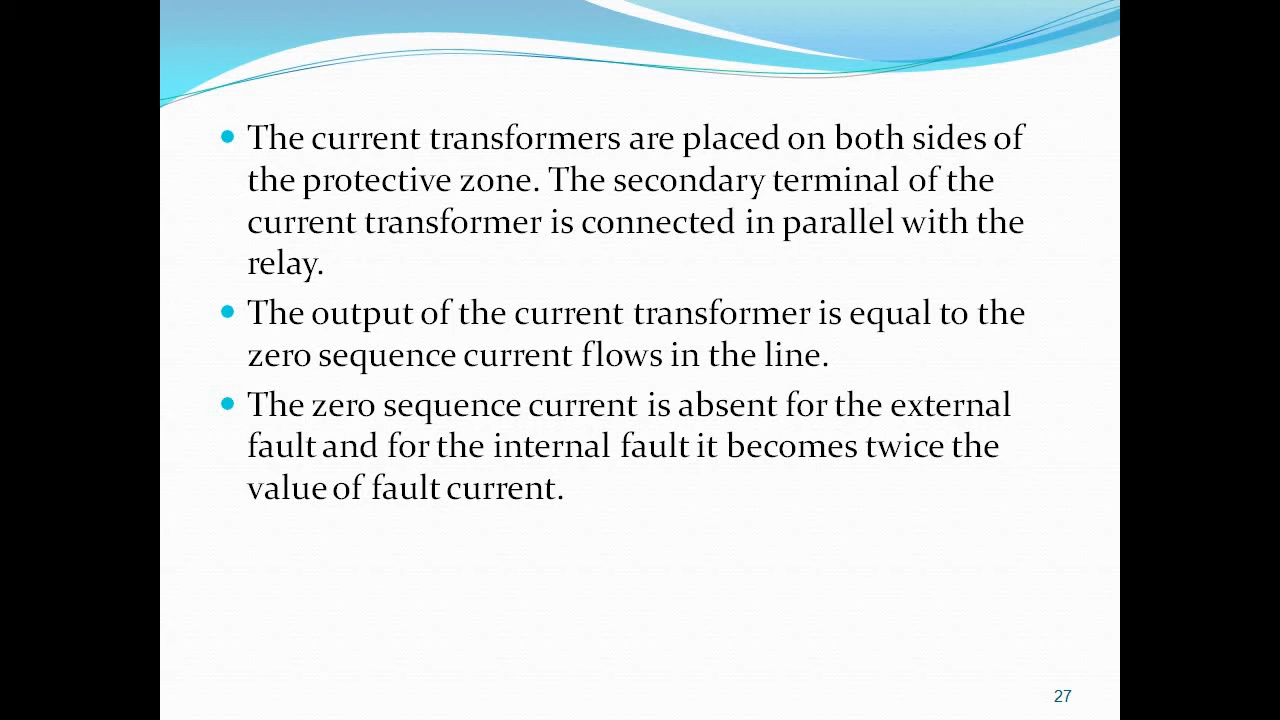 • The current transformers are placed on both sides of
the protective zone. The secondary terminal of the
current transformer is connected in parallel with the
relay.
• The output of the current transformer is equal to the
zero sequence current flows in the line.
• The zero sequence current is absent for the external
fault and for the internal fault it becomes twice the
value of fault current.
27